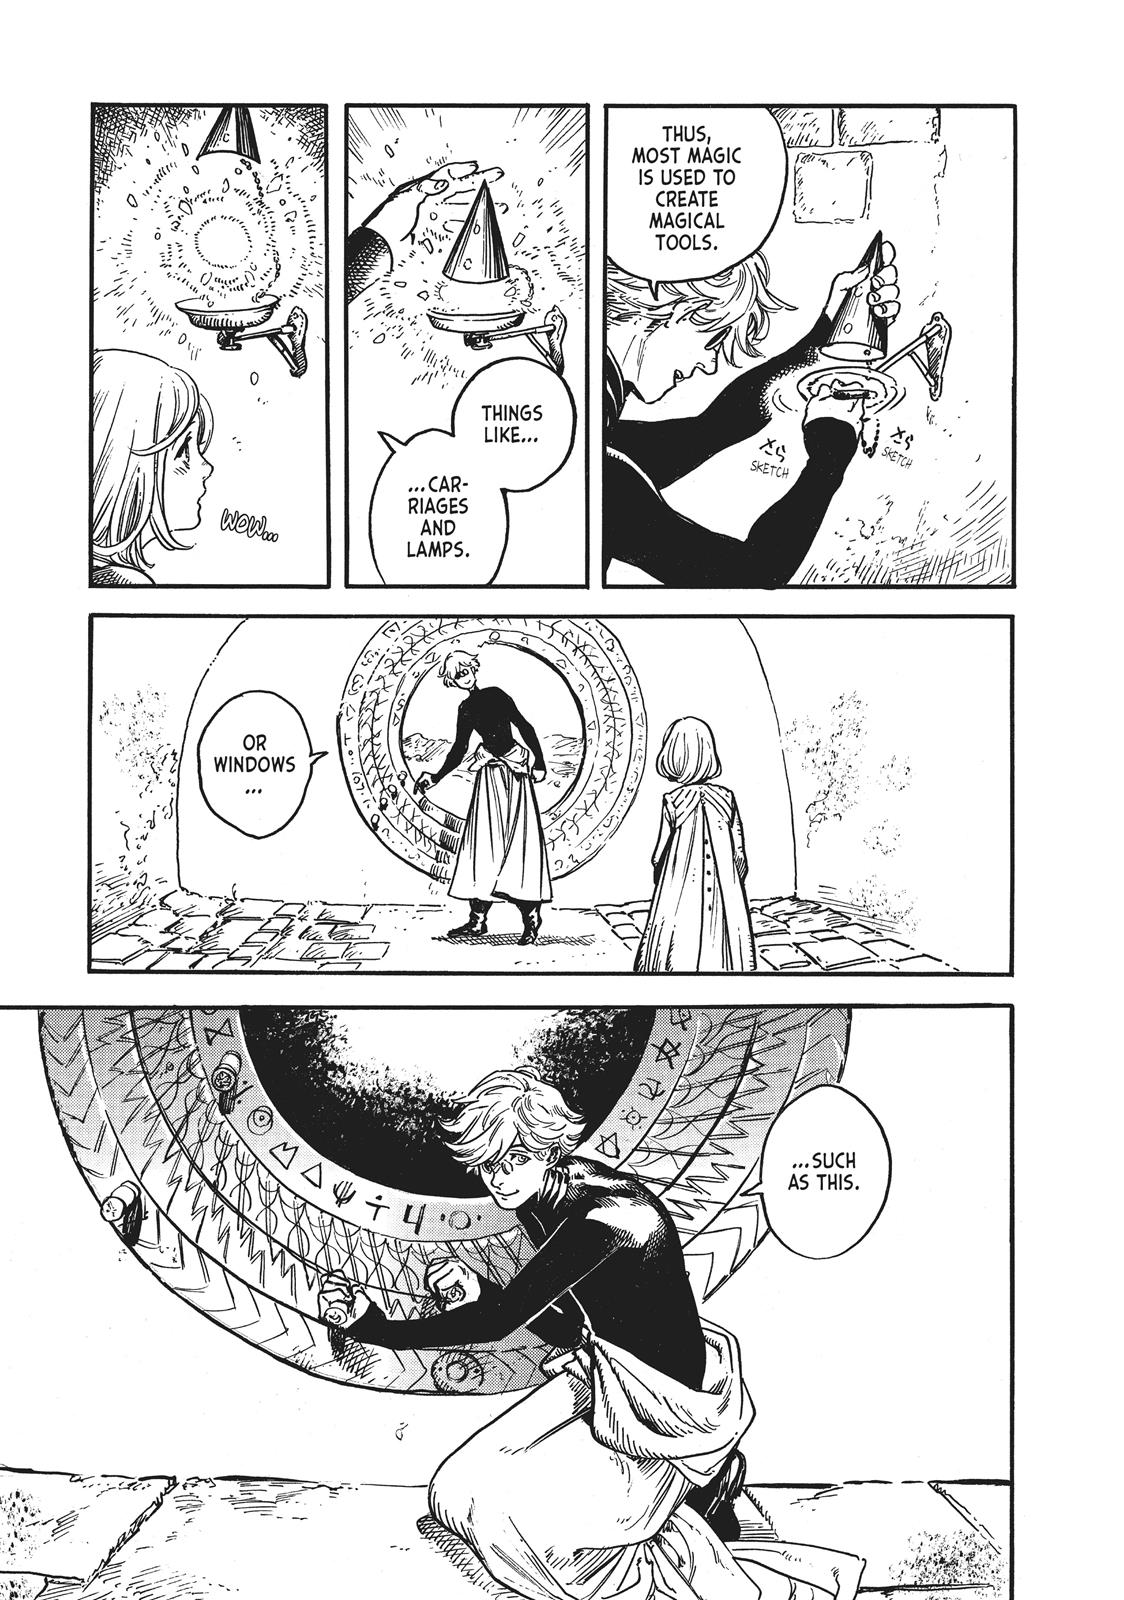 THUS,
MOST MAGIC
IS USED TO
CREATE
MAGICAL
TOOLS.
SKETCH
SKETCH
THINGS
LIKE...
...CAR-
RIAGES
AND
LAMPS.
WOW...
OR
WINDOWS
...
...SUCH
AS THIS.